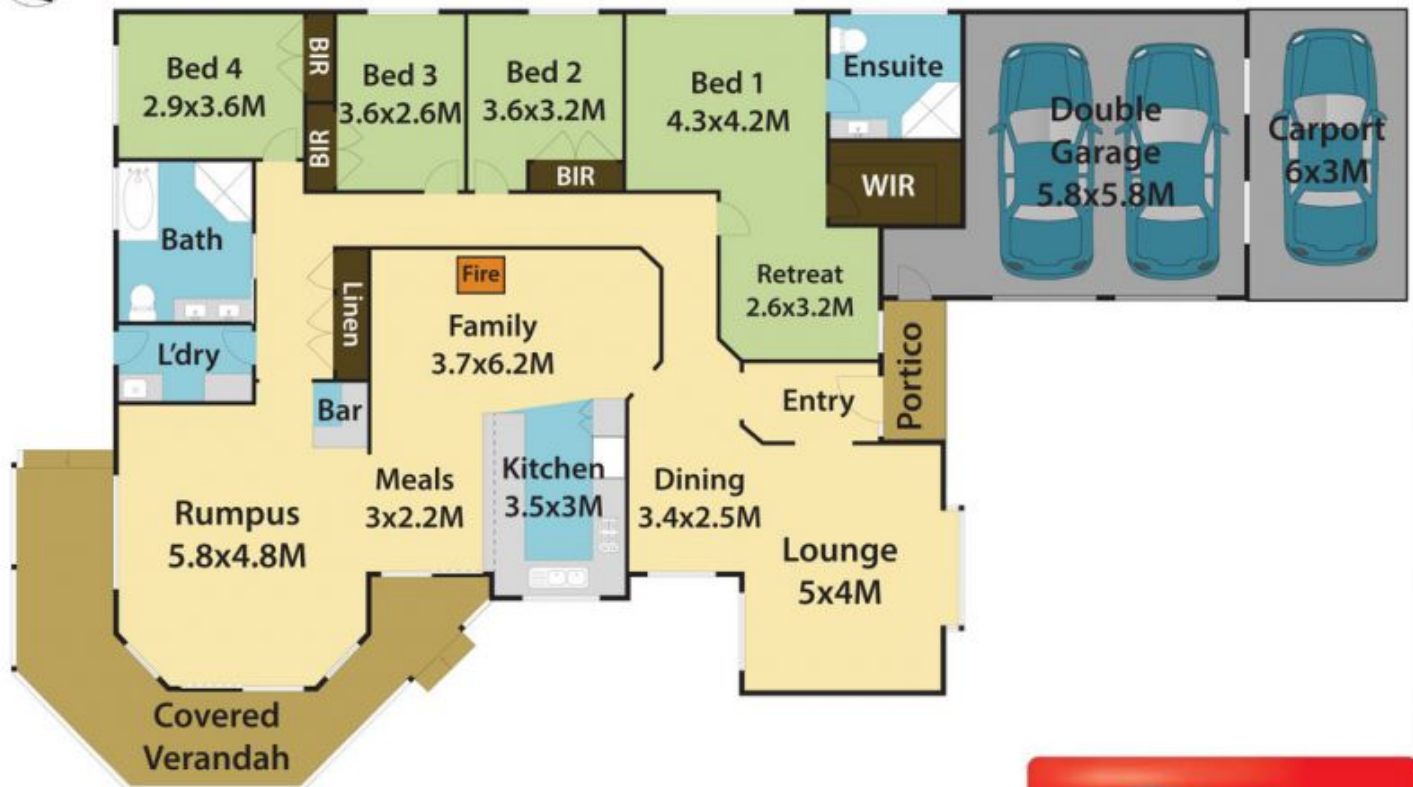 Bed 4
2.9x3.6M
BIR
BIR
Bed 3
3.6x2.6M
Bed 2
3.6x3.2M
BIR
Bed 1
4.3x4.2M
Ensuite
WIR
Double
Garage
5.8x5.8M
Carport
6x3M
Bath
Linen
Fire
Family
3.7x6.2M
Retreat
2.6x3.2M
L'dry
Bar
Entry
Portico
Kitchen
3.5x3M
Meals
3x2.2M
Dining
3.4x2.5M
Rumpus
5.8x4.8M
Lounge
5x4M
Covered
Verandah